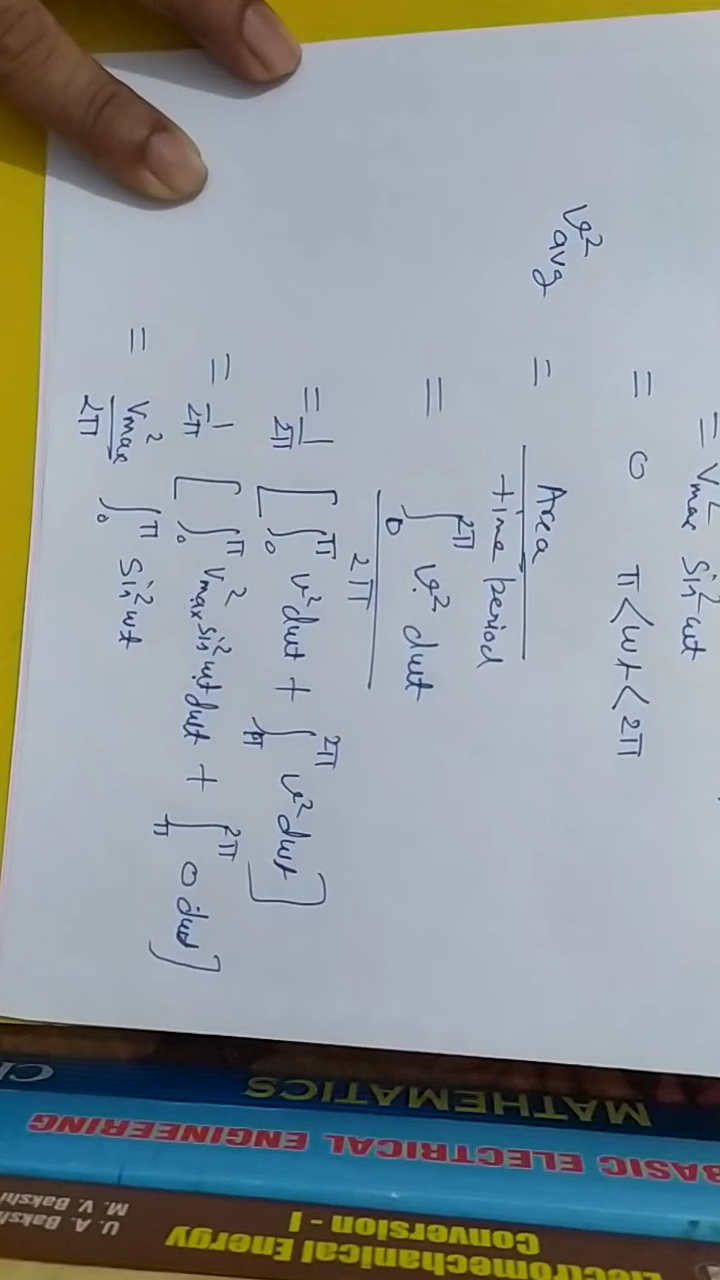 = V²max sin²ωt
= 0 π<ωt<2π
v²avg = Area / time period
= ∫₀^2π v² dωt / 2π
= 1/2π [ ∫₀^π v² dωt + ∫π^2π v² dωt ]
= 1/2π [ ∫₀^π V²max sin²ωt dωt + ∫π^2π 0 dωt ]
= V²max/2π ∫₀^π sin²ωt
MATHEMATICS
BASIC ELECTRICAL ENGINEERING
Electromechanical Energy
Conversion - I
U. A. Bakshi
M. V. Bakshi